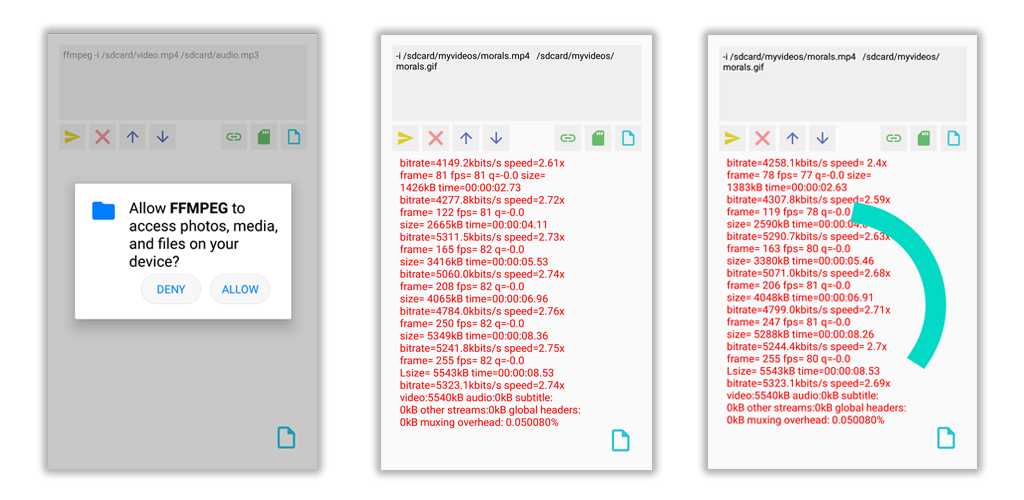 ffmpeg -i /sdcard/video.mp4 /sdcard/audio.mp3
Allow FFMPEG to
access photos, media,
and files on your
device?
DENY ALLOW
-i /sdcard/myvideos/morals.mp4 /sdcard/myvideos/
morals.gif
bitrate=4149.2kbits/s speed=2.61x
frame= 81 fps= 81 q=-0.0 size=
1426kB time=00:00:02.73
bitrate=4277.8kbits/s speed=2.72x
frame= 122 fps= 81 q=-0.0
size= 2665kB time=00:00:04.11
bitrate=5311.5kbits/s speed=2.73x
frame= 165 fps= 82 q=-0.0
size= 3416kB time=00:00:05.53
bitrate=5060.0kbits/s speed=2.74x
frame= 208 fps= 82 q=-0.0
size= 4065kB time=00:00:06.96
bitrate=4784.0kbits/s speed=2.76x
frame= 250 fps= 82 q=-0.0
size= 5349kB time=00:00:08.36
bitrate=5241.8kbits/s speed=2.75x
frame= 255 fps= 82 q=-0.0
Lsize= 5543kB time=00:00:08.53
bitrate=5323.1kbits/s speed=2.74x
video:5540kB audio:0kB subtitle:
0kB other streams:0kB global headers:
0kB muxing overhead: 0.050080%
-i /sdcard/myvideos/morals.mp4 /sdcard/myvideos/
morals.gif
bitrate=4258.1kbits/s speed= 2.4x
frame= 78 fps= 77 q=-0.0 size=
1383kB time=00:00:02.63
bitrate=4307.8kbits/s speed=2.59x
frame= 119 fps= 78 q=-0.0
size= 2590kB
bitrate=5290.7kbits/s speed=2.63x
frame= 163 fps= 80 q=-0.0
size= 3380kB time=00:00:05.46
bitrate=5071.0kbits/s speed=2.68x
frame= 206 fps= 81 q=-0.0
size= 4048kB time=00:00:06.91
bitrate=4799.0kbits/s speed=2.71x
frame= 247 fps= 81 q=-0.0
size= 5288kB time=00:00:08.26
bitrate=5244.4kbits/s speed= 2.7x
frame= 255 fps= 80 q=-0.0
Lsize= 5543kB time=00:00:08.53
bitrate=5323.1kbits/s speed=2.69x
video:5540kB audio:0kB subtitle:
0kB other streams:0kB global headers:
0kB muxing overhead: 0.050080%